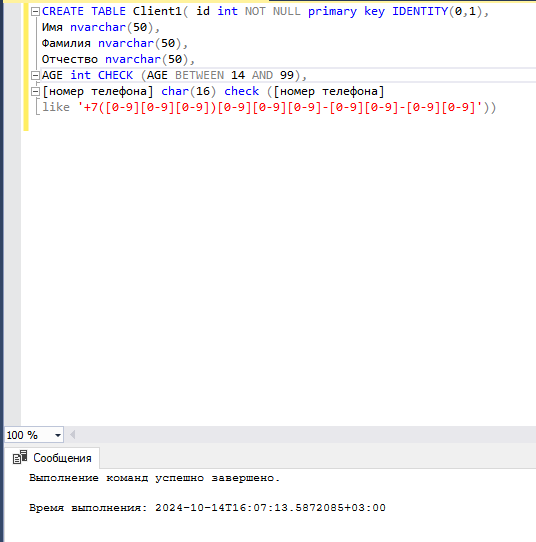 CREATE TABLE Client1( id int NOT NULL primary key IDENTITY(0,1),
Имя nvarchar(50),
Фамилия nvarchar(50),
Отчество nvarchar(50),
AGE int CHECK (AGE BETWEEN 14 AND 99),
[номер телефона] char(16) check ([номер телефона]
like '+7([0-9][0-9][0-9])[0-9][0-9][0-9]-[0-9][0-9]-[0-9][0-9]'))
100 %
Сообщения
Выполнение команд успешно завершено.
Время выполнения: 2024-10-14T16:07:13.5872085+03:00